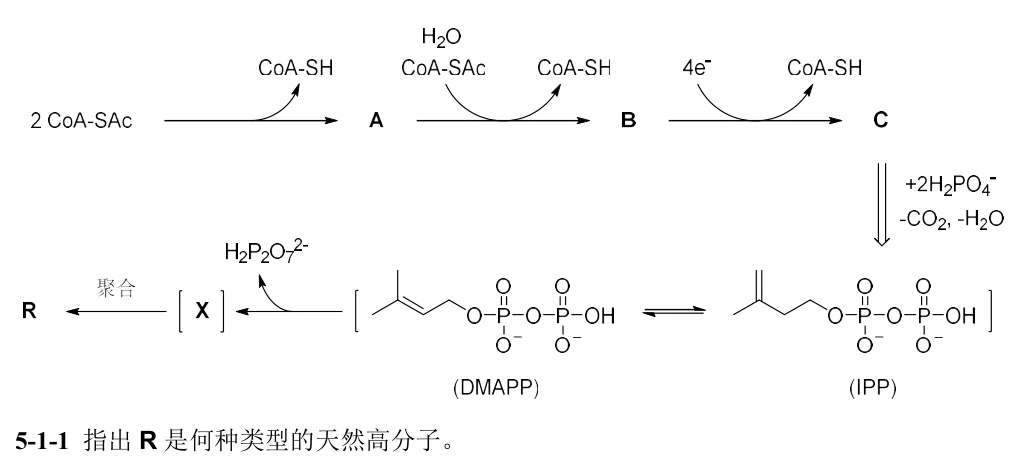 H₂O
CoA-SH CoA-SAc CoA-SH 4e⁻ CoA-SH
2 CoA-SAc A B C
+2H₂PO₄⁻
-CO₂, -H₂O
H₂P₂O₇²⁻
聚合
R [ X ] [ O P O P OH O P O P OH ]
O O O O
O⁻ O⁻ O⁻ O⁻
(DMAPP) (IPP)
5-1-1 指出 R 是何种类型的天然高分子。